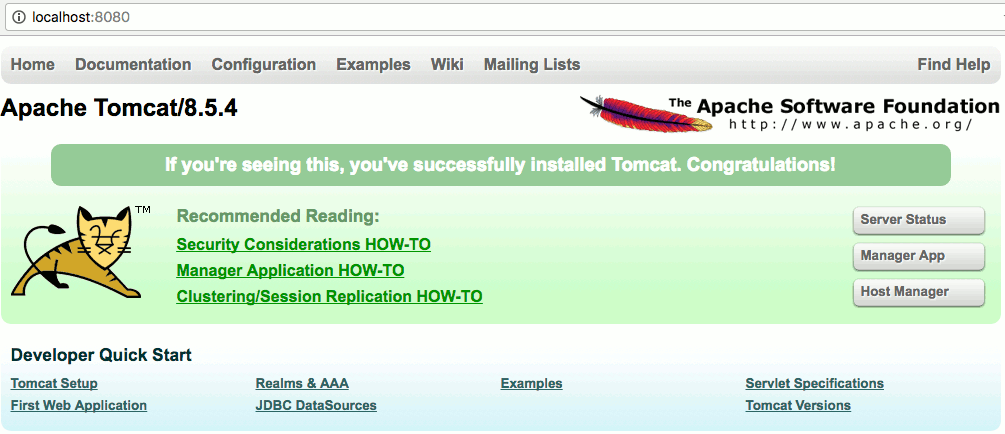 localhost:8080
Home Documentation Configuration Examples Wiki Mailing Lists Find Help
Apache Tomcat/8.5.4
The Apache Software Foundation
http://www.apache.org/
If you're seeing this, you've successfully installed Tomcat. Congratulations!
TM
Recommended Reading:
Security Considerations HOW-TO
Manager Application HOW-TO
Clustering/Session Replication HOW-TO
Server Status
Manager App
Host Manager
Developer Quick Start
Tomcat Setup Realms & AAA Examples Servlet Specifications
First Web Application JDBC DataSources Tomcat Versions